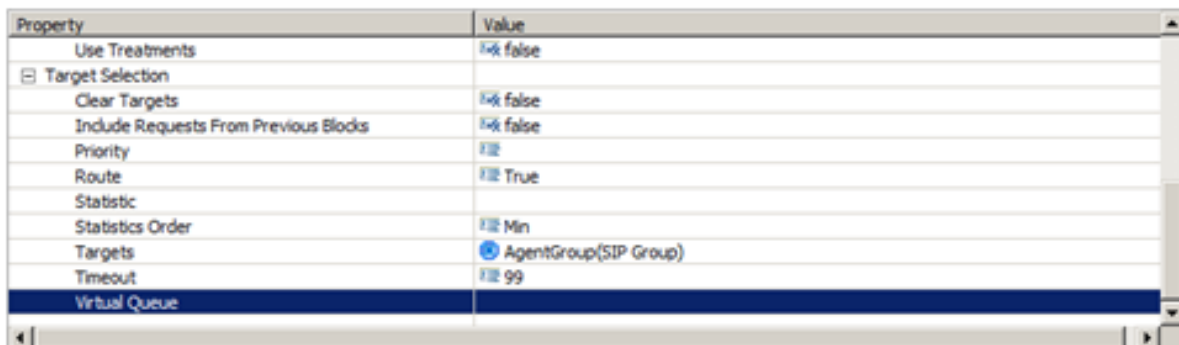 Property Value
Use Treatments false
Target Selection
Clear Targets false
Include Requests From Previous Blocks false
Priority
Route True
Statistic
Statistics Order Min
Targets AgentGroup(SIP Group)
Timeout 99
Virtual Queue